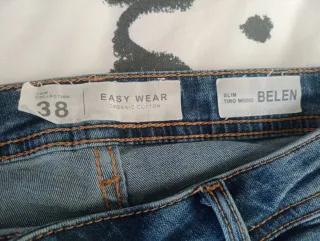 38
EASY WEAR
ORGANIC COTTON
SLIM
TIRO MEDIO BELEN